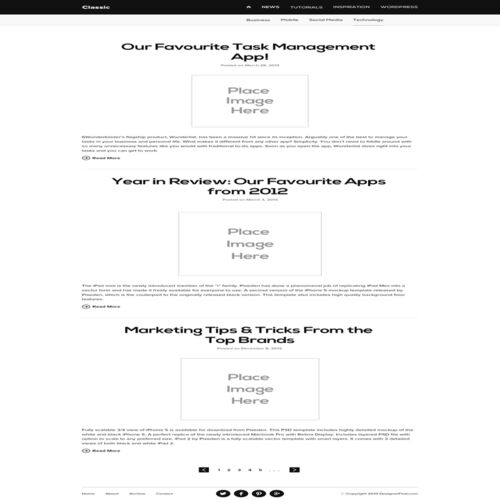 Classic
NEWS TUTORIALS INSPIRATION WORDPRESS
Business Mobile Social Media Technology
Our Favourite Task Management
App!
Posted on March 28, 2013
Place
Image
Here
6Wunderkinder's flagship product, Wunderlist, has been a massive hit since its inception. Arguably one of the best to manage your
tasks in your business and personal life. What makes it different from any other app? Simplicity. You don't need to fiddle around with
so many unnecessary features like you would with traditional to-do apps. Soon as you open the app, Wunderlist dives right into your
tasks and you can get to work.
Read More
Year in Review: Our Favourite Apps
from 2012
Posted on March 3, 2013
Place
Image
Here
The iPad mini is the newly introduced member of the "i" family. Pixeden has done a phenomenal job of replicating iPad Mini into a
vector form and has made it freely available for everyone to use. A second version of the iPhone 5 mockup template released by
Pixeden, which is the counterpart to the originally released black version. This template also includes high quality background floor
textures.
Read More
Marketing Tips & Tricks From the
Top Brands
Posted on December 8, 2012
Place
Image
Here
Fully scalable 3/4 view of iPhone 5 is available for download from Pixeden. This PSD template includes highly detailed mockup of the
white and black iPhone 5. A perfect replica of the newly introduced Macbook Pro with Retina Display. Includes layered PSD file with
option to scale to any preferred size. iPad 2 by Pixeden is a fully scalable vector template with smart layers. It comes with 3 detailed
views of both black and white iPad 2.
Read More
1 2 3 4 5 ...
Home About Archive Contact
© Copyright 2013 DesignerFirst.com